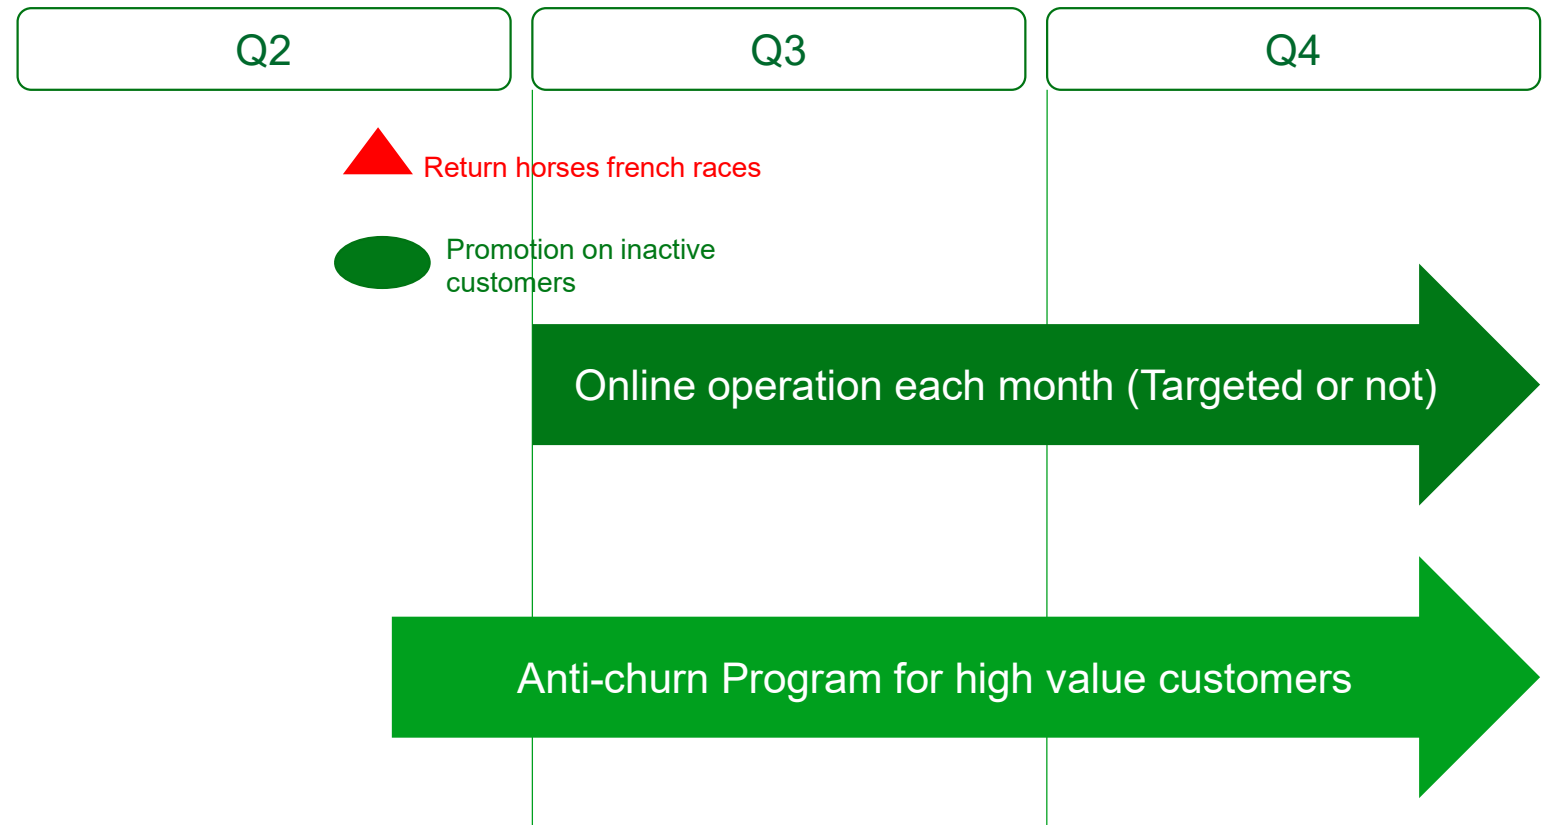 Q2
Q3
Q4
Return horses french races
Promotion on inactive
customers
Online operation each month (Targeted or not)
Anti-churn Program for high value customers